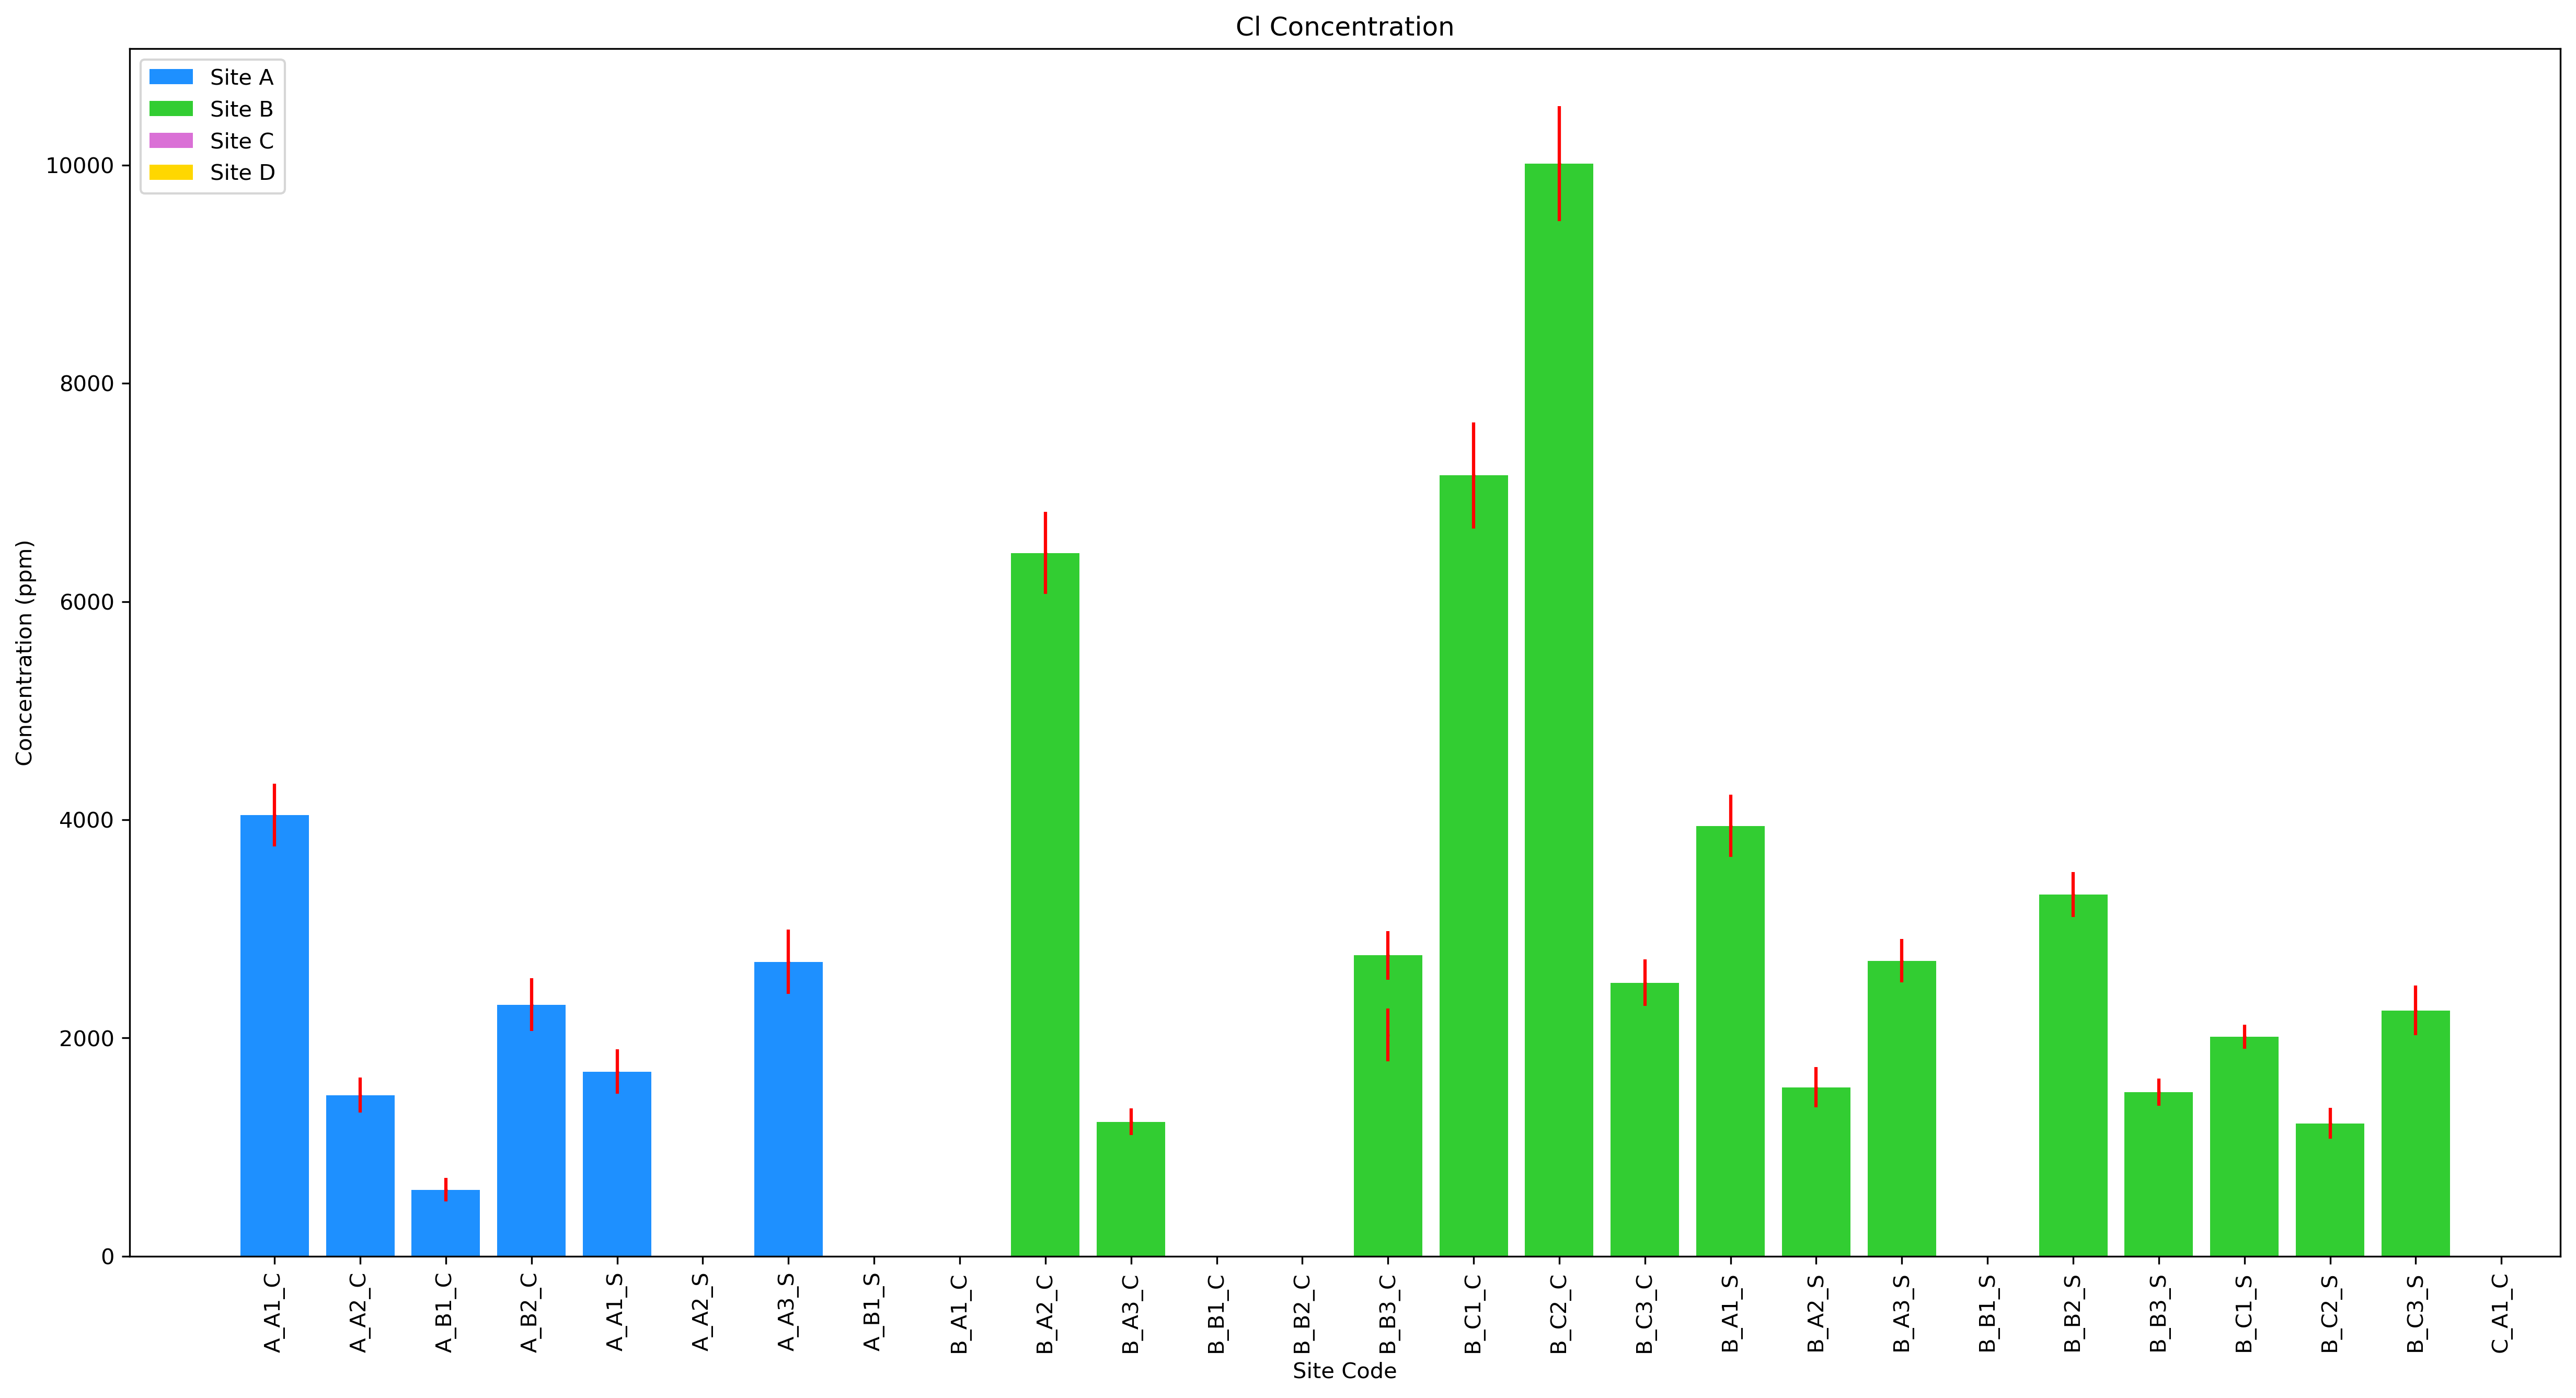 Cl Concentration
Site A
Site B
Site C
Site D
10000
8000
6000
4000
2000
0
Concentration (ppm)
A_A1_C
A_A2_C
A_B1_C
A_B2_C
A_A1_S
A_A2_S
A_A3_S
A_B1_S
B_A1_C
B_A2_C
B_A3_C
B_B1_C
B_B2_C
B_B3_C
B_C1_C
B_C2_C
B_C3_C
B_A1_S
B_A2_S
B_A3_S
B_B1_S
B_B2_S
B_B3_S
B_C1_S
B_C2_S
B_C3_S
C_A1_C
Site Code